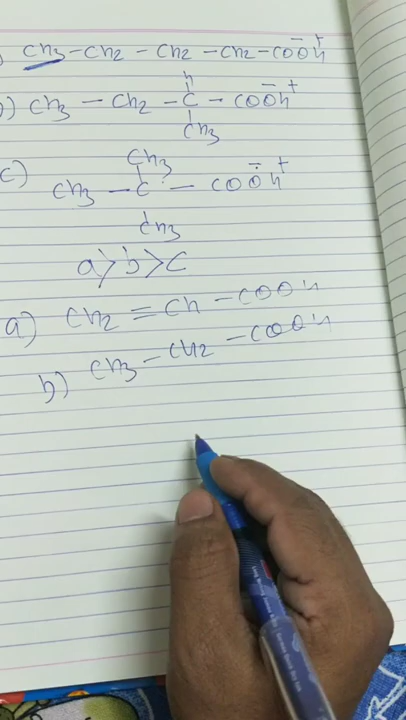 CH3-CH2 - CH2 - CH2-COO⁻H⁺
H
CH3 - CH2 - C - COO⁻H⁺
CH3
c) CH3
CH3 - C - COO⁻H⁺
CH3
a > b > c
a) CH2 = CH - COOH
b) CH3 - CH2 - COOH